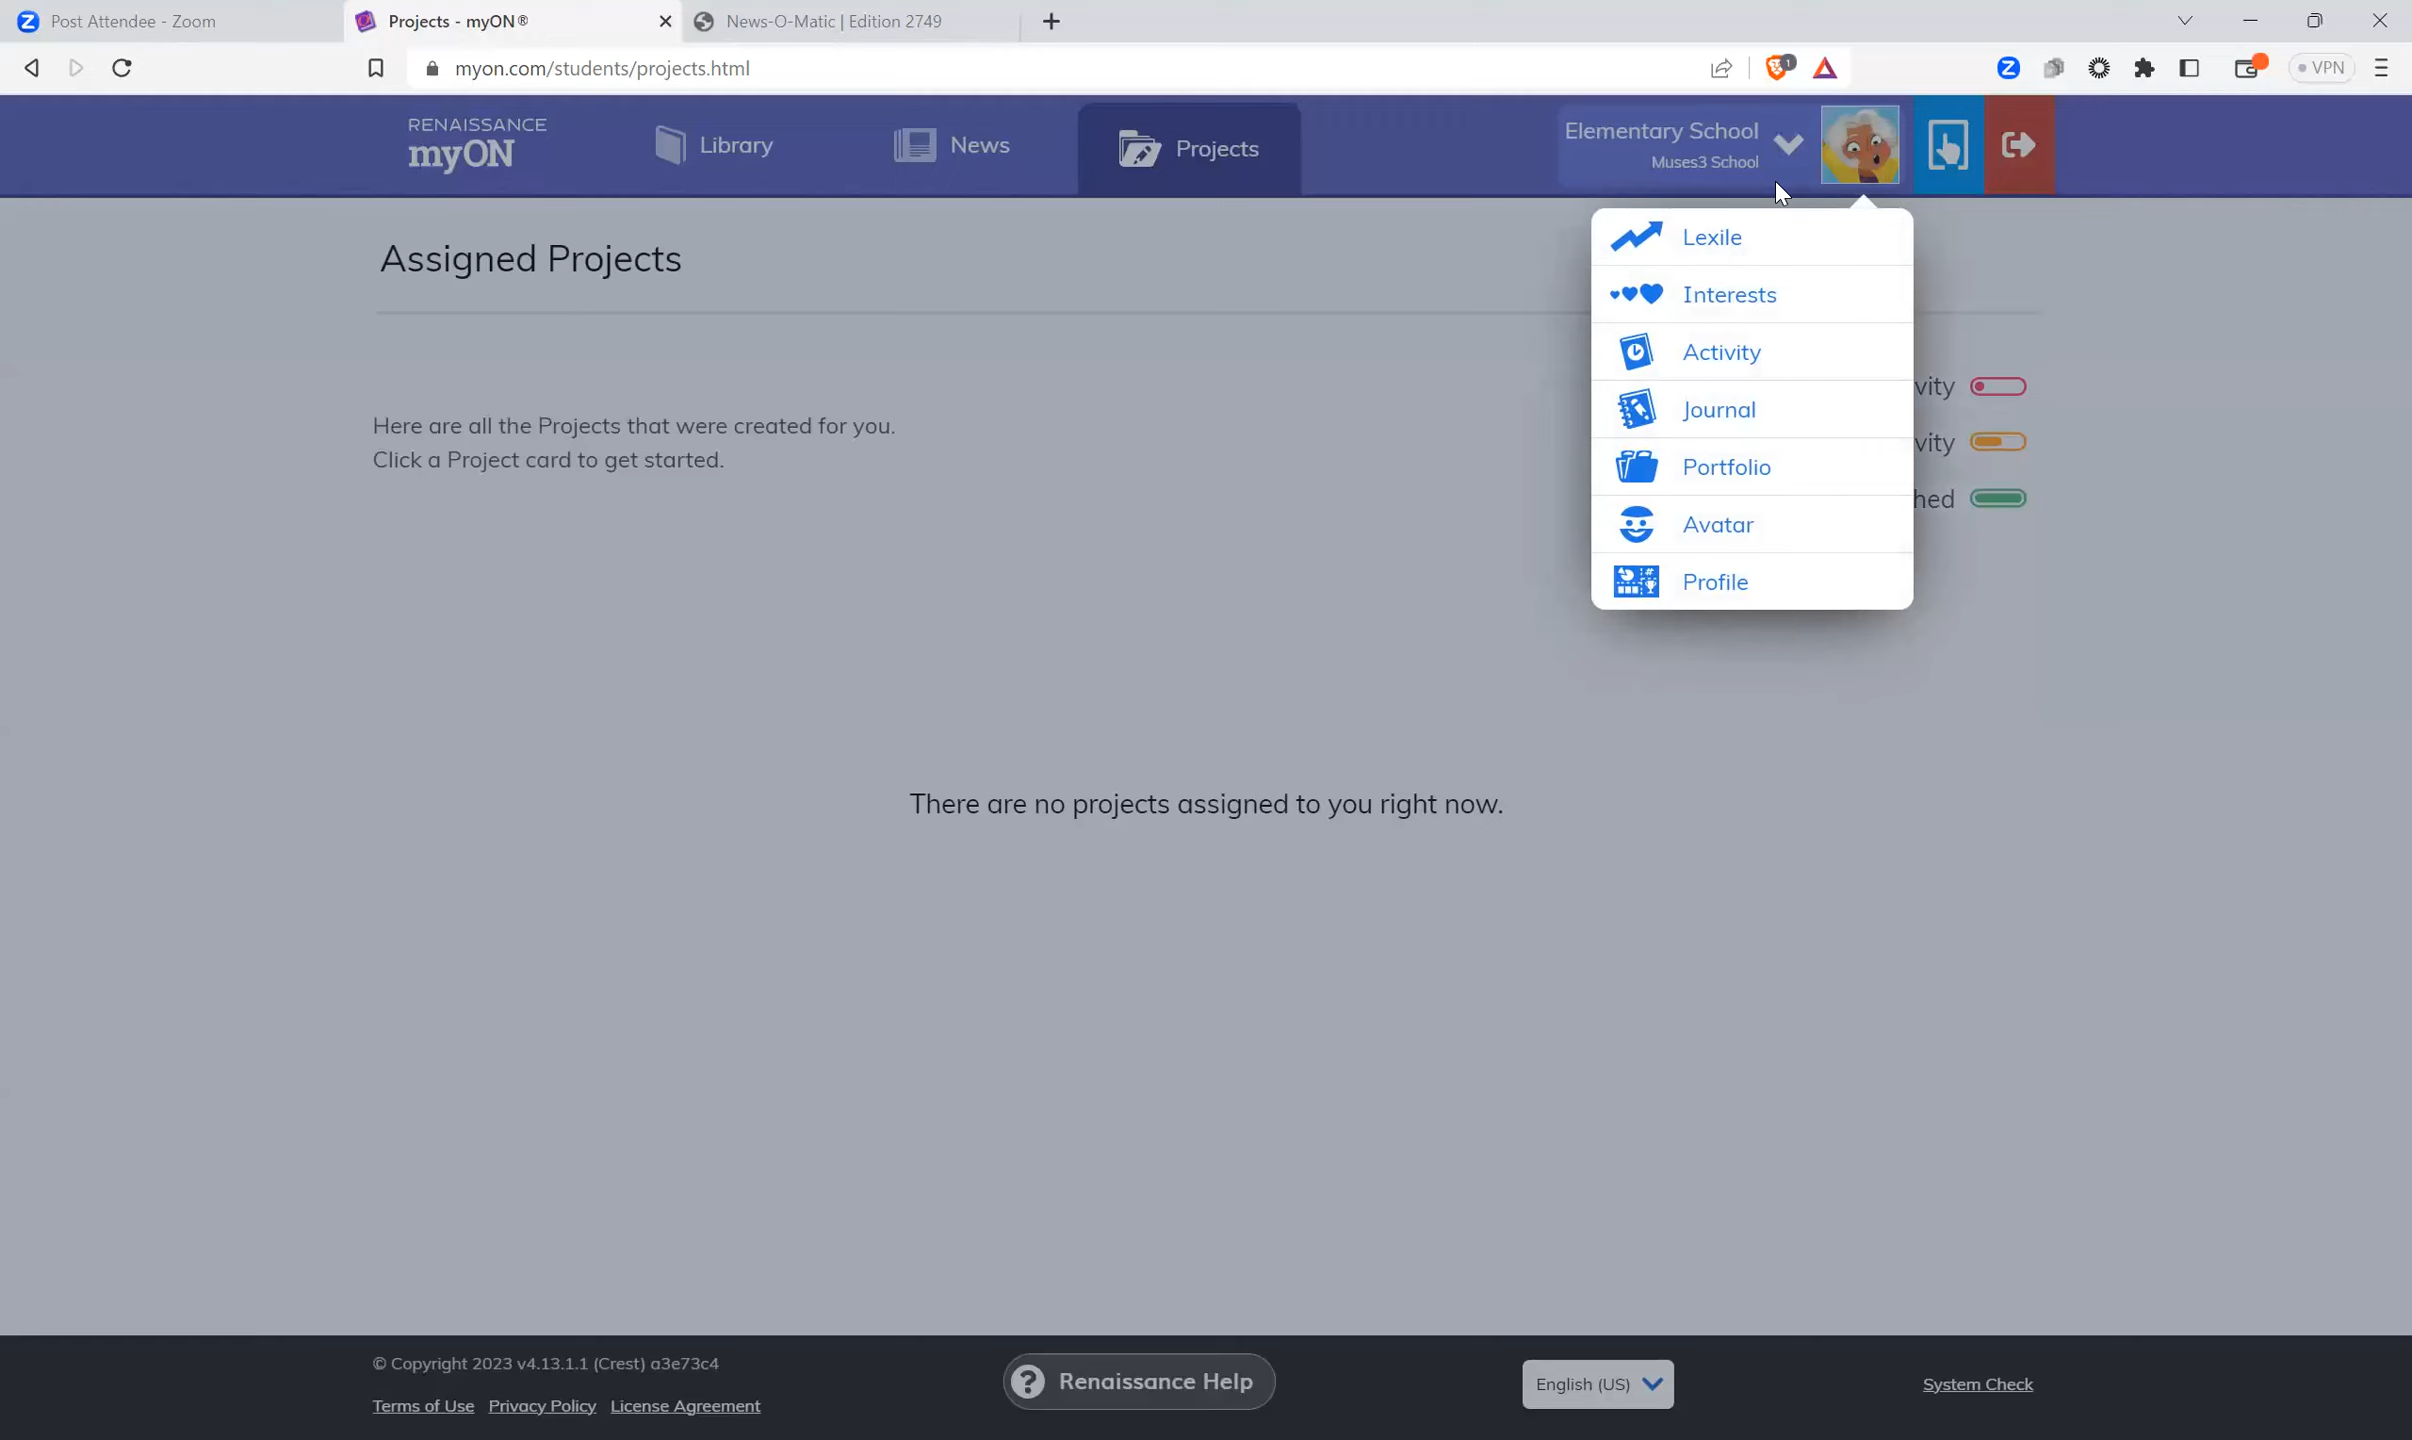 Post Attendee - Zoom
Projects - myON®
News-O-Matic | Edition 2749
myon.com/students/projects.html
1
VPN
RENAISSANCE
myON
Library
News
Projects
Elementary School
Muses3 School
Lexile
Interests
Activity
Journal
Portfolio
Avatar
Profile
Assigned Projects
Here are all the Projects that were created for you.
Click a Project card to get started.
vity
vity
hed
There are no projects assigned to you right now.
© Copyright 2023 v4.13.1.1 (Crest) a3e73c4
Terms of Use Privacy Policy License Agreement
Renaissance Help
English (US)
System Check